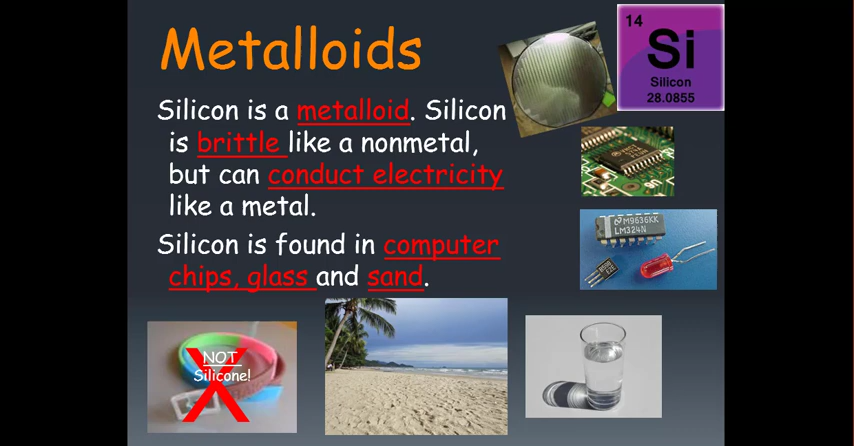 Metalloids
14
Si
Silicon
28.0855
Silicon is a metalloid. Silicon
is brittle like a nonmetal,
but can conduct electricity
like a metal.
Silicon is found in computer
chips, glass and sand.
M9636KK
LM324N
NOT
Silicone!